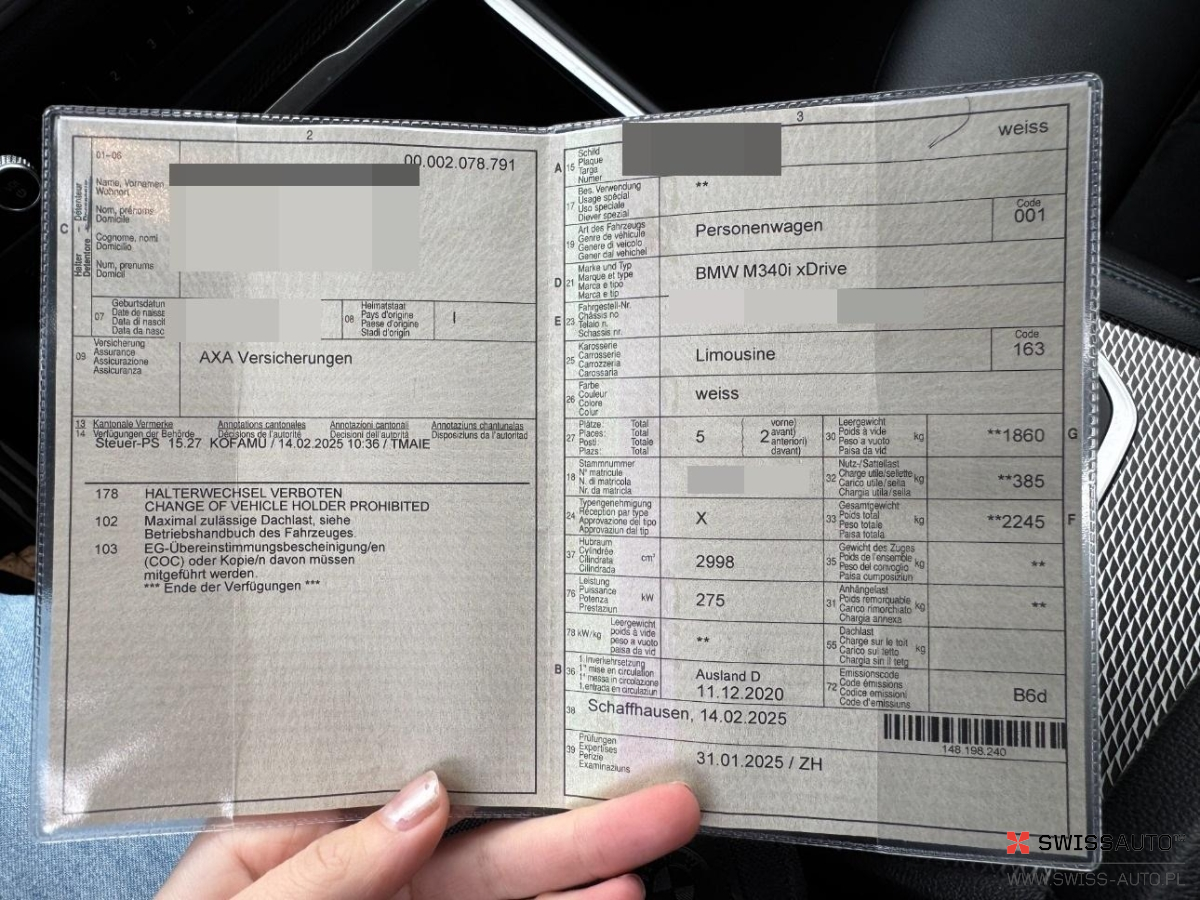 2
01-06
00.002.078.791
C
Halter - Détenteur
Detentore
Name, Vornamen
Wohnort
Nom, prénoms
Domicile
Cognome, nomi
Domicilio
Num, prenums
Domicil
07
Geburtsdatum
Date de naiss
Data di nascit
Data da nasc
08
Heimatstaat
Pays d'origine
Paese d'origine
Stadi d'origin
I
09
Versicherung
Assurance
Assicurazione
Assicuranza
AXA Versicherungen
13
14
Kantonale Vermerke
Verfügungen der Behörde
Annotations cantonales
Décisions de l'autorité
Annotazioni cantonali
Decisioni dell'autorità
Annotaziuns chantunalas
Disposiziuns da l'autoritad
Steuer-PS 15.27 KOFAMU / 14.02.2025 10:36 / TMAIE
178 HALTERWECHSEL VERBOTEN
CHANGE OF VEHICLE HOLDER PROHIBITED
102 Maximal zulässige Dachlast, siehe
Betriebshandbuch des Fahrzeuges.
103 EG-Übereinstimmungsbescheinigung/en
(COC) oder Kopie/n davon müssen
mitgeführt werden.
*** Ende der Verfügungen ***
3
A 15
Schild
Plaque
Targa
Numer
weiss
17
Bes. Verwendung
Usage spécial
Uso speciale
Diever spezial
**
19
Art des Fahrzeugs
Genre de véhicule
Genere di veicolo
Gener dal vehichel
Personenwagen
Code
001
D 21
Marke und Typ
Marque et type
Marca e tipo
Marca e tip
BMW M340i xDrive
E 23
Fahrgestell-Nr.
Châssis no
Telaio n.
Schassis nr.
25
Karosserie
Carrosserie
Carrozzeria
Carossaria
Limousine
Code
163
26
Farbe
Couleur
Colore
Colur
weiss
27
Plätze: Total
Places: Total
Posti: Totale
Plazs: Total
5
2
vorne)
avant)
anteriori)
davant)
30
Leergewicht
Poids à vide
Peso a vuoto
Paisa da vid
kg
**1860
G
18
Stammnummer
N° matricule
N. di matricola
Nr. da matricla
32
Nutz-/Sattellast
Charge utile/sellette
Carico utile/sella
Chargia utila/sella
kg
**385
24
Typengenehmigung
Réception par type
Approvazione del tipo
Approvaziun dal tip
X
33
Gesamtgewicht
Poids total
Peso totale
Paisa totala
kg
**2245
F
37
Hubraum
Cylindrée
Cilindrata
Cilindrada
cm³
2998
35
Gewicht des Zuges
Poids de l'ensemble
Peso del convoglio
Paisa cumposiziun
kg
**
76
Leistung
Puissance
Potenza
Prestaziun
kW
275
31
Anhängelast
Poids remorquable
Carico rimorchiato
Chargia annexa
kg
**
78 kW/kg
Leergewicht
poids à vide
peso a vuoto
paisa da vid
**
55
Dachlast
Charge sur le toit
Carico sul tetto
Chargia sin il tetg
kg
B 36
1. Inverkehrsetzung
1re mise en circulation
1a messa in circolazione
1. entrada en circulaziun
Ausland D
11.12.2020
72
Emissionscode
Code émissions
Codice emissioni
Code d'emissiuns
B6d
38
Schaffhausen, 14.02.2025
148.198.240
39
Prüfungen
Expertises
Perizie
Examinaziuns
31.01.2025 / ZH
SWISSAUTO
WWW.SWISS-AUTO.PL